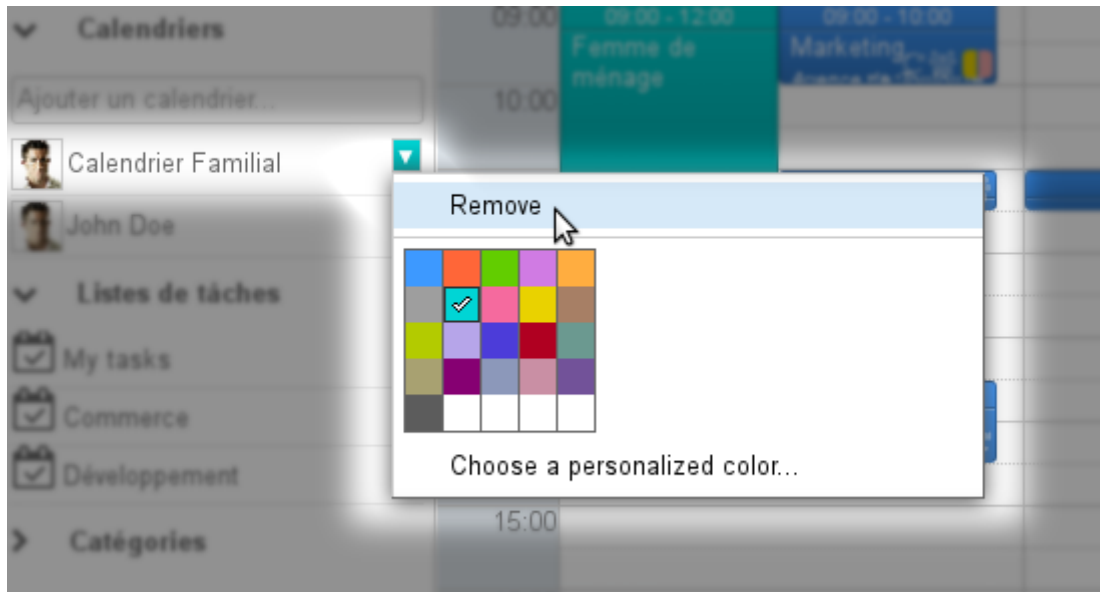 Calendriers
Ajouter un calendrier...
Calendrier Familial
John Doe
Listes de tâches
My tasks
Commerce
Développement
Catégories
09:00
10:00
15:00
09:00 - 12:00
Femme de
ménage
09:00 - 10:00
Marketing
Remove
Choose a personalized color...